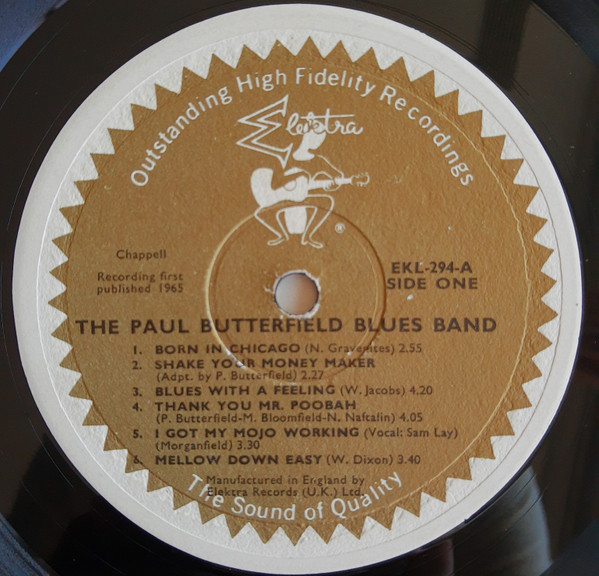 Outstanding High Fidelity Recordings
Elektra
®
Chappell
Recording first
published 1965
EKL-294-A
SIDE ONE
THE PAUL BUTTERFIELD BLUES BAND
1. BORN IN CHICAGO (N. Gravenites) 2.55
2. SHAKE YOUR MONEY MAKER
(Adpt. by P. Butterfield) 2.27
3. BLUES WITH A FEELING (W. Jacobs) 4.20
4. THANK YOU MR. POOBAH
(P. Butterfield-M. Bloomfield-N. Naftalin) 4.05
5. I GOT MY MOJO WORKING (Vocal: Sam Lay)
(Morganfield) 3.30
6. MELLOW DOWN EASY (W. Dixon) 3.40
Manufactured in England by
Elektra Records (U.K.) Ltd.
The Sound of Quality